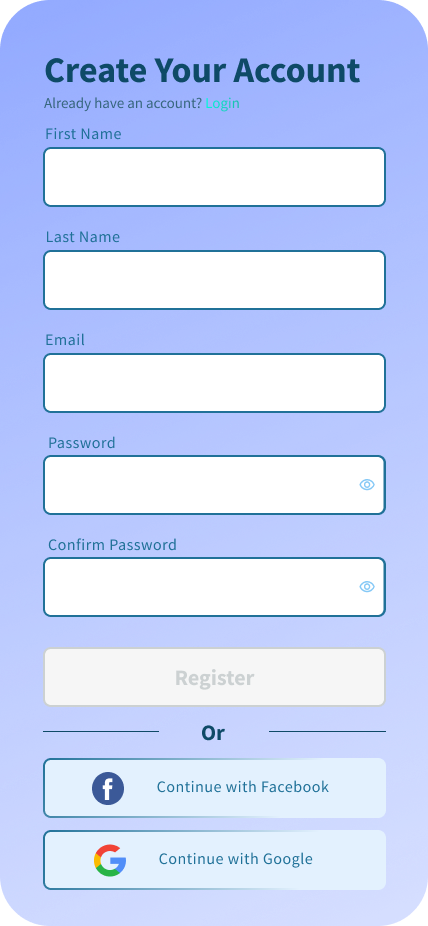 Create Your Account
Already have an account? Login
First Name
Last Name
Email
Password
Confirm Password
Register
Or
Continue with Facebook
Continue with Google